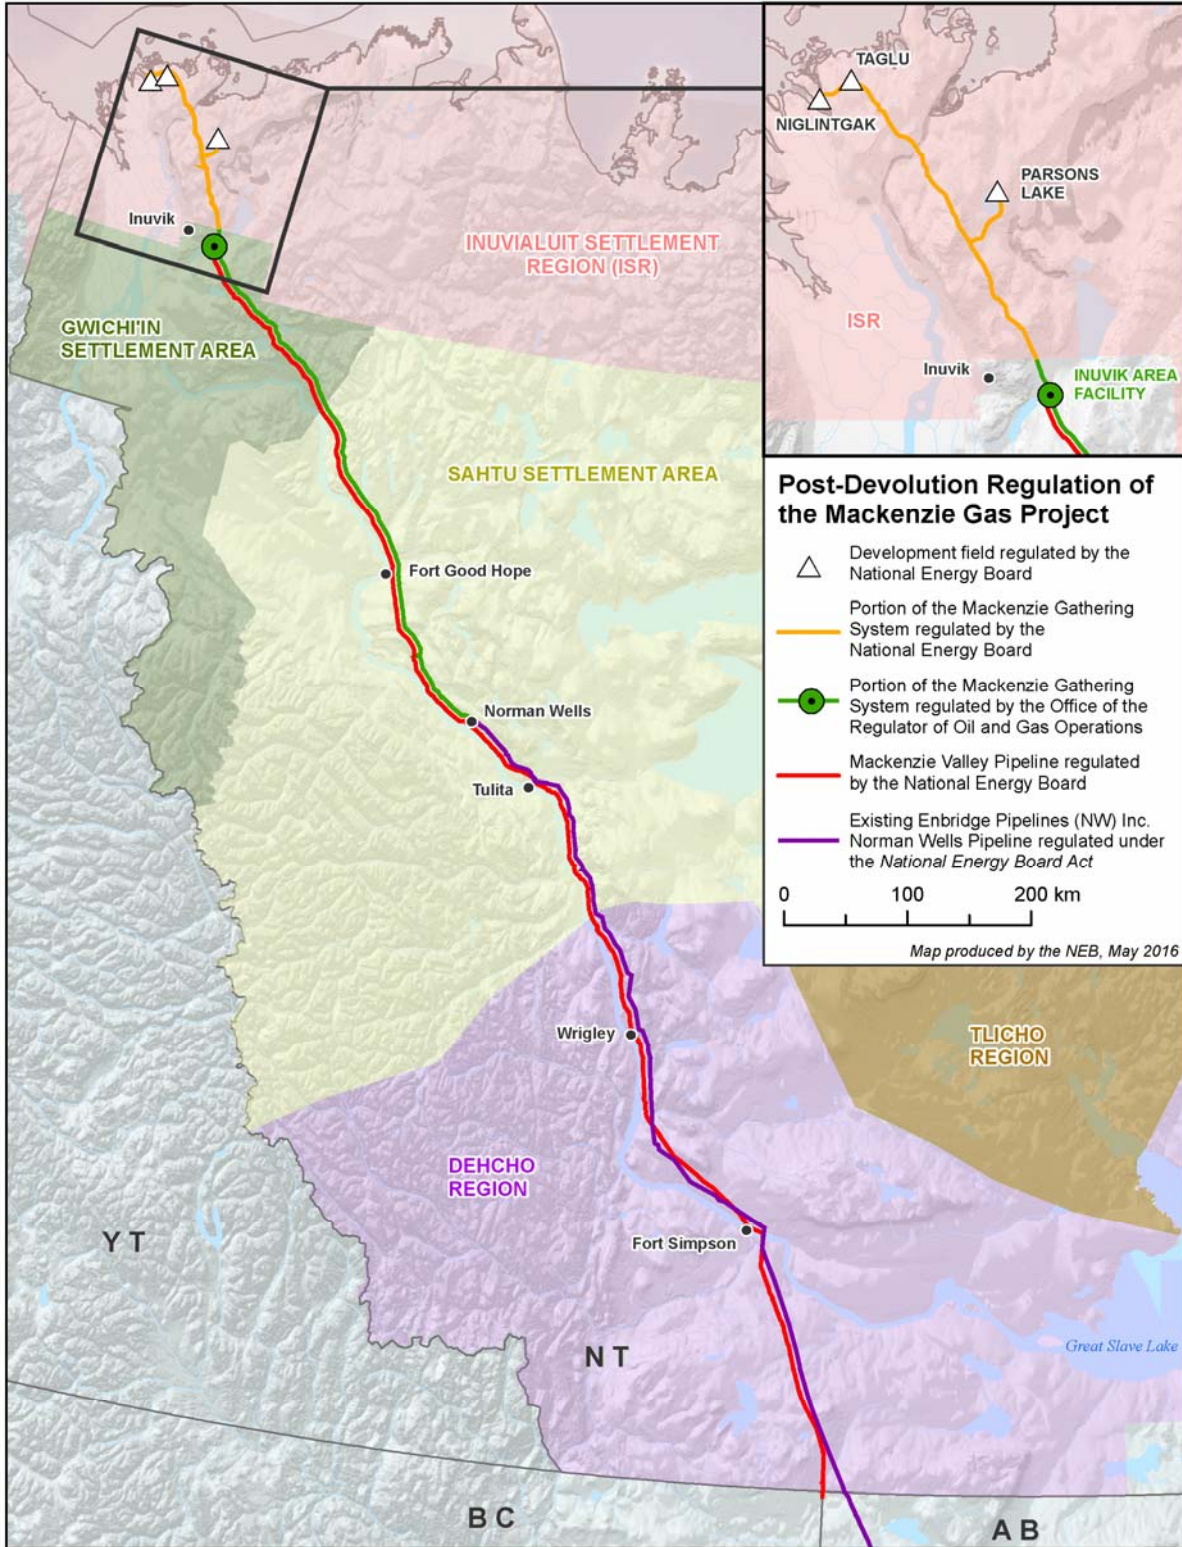 TAGLU
NIGLINTGAK
PARSONS
LAKE
ISR
Inuvik
INUVIK AREA
FACILITY
Inuvik
INUVIALUIT SETTLEMENT
REGION (ISR)
GWICHI'IN
SETTLEMENT AREA
SAHTU SETTLEMENT AREA
Fort Good Hope
Norman Wells
Tulita
Wrigley
TLICHO
REGION
DEHCHO
REGION
Fort Simpson
YT
NT
Great Slave Lake
BC
AB
Post-Devolution Regulation of
the Mackenzie Gas Project
Development field regulated by the
National Energy Board
Portion of the Mackenzie Gathering
System regulated by the
National Energy Board
Portion of the Mackenzie Gathering
System regulated by the Office of the
Regulator of Oil and Gas Operations
Mackenzie Valley Pipeline regulated
by the National Energy Board
Existing Enbridge Pipelines (NW) Inc.
Norman Wells Pipeline regulated under
the National Energy Board Act
0 100 200 km
Map produced by the NEB, May 2016